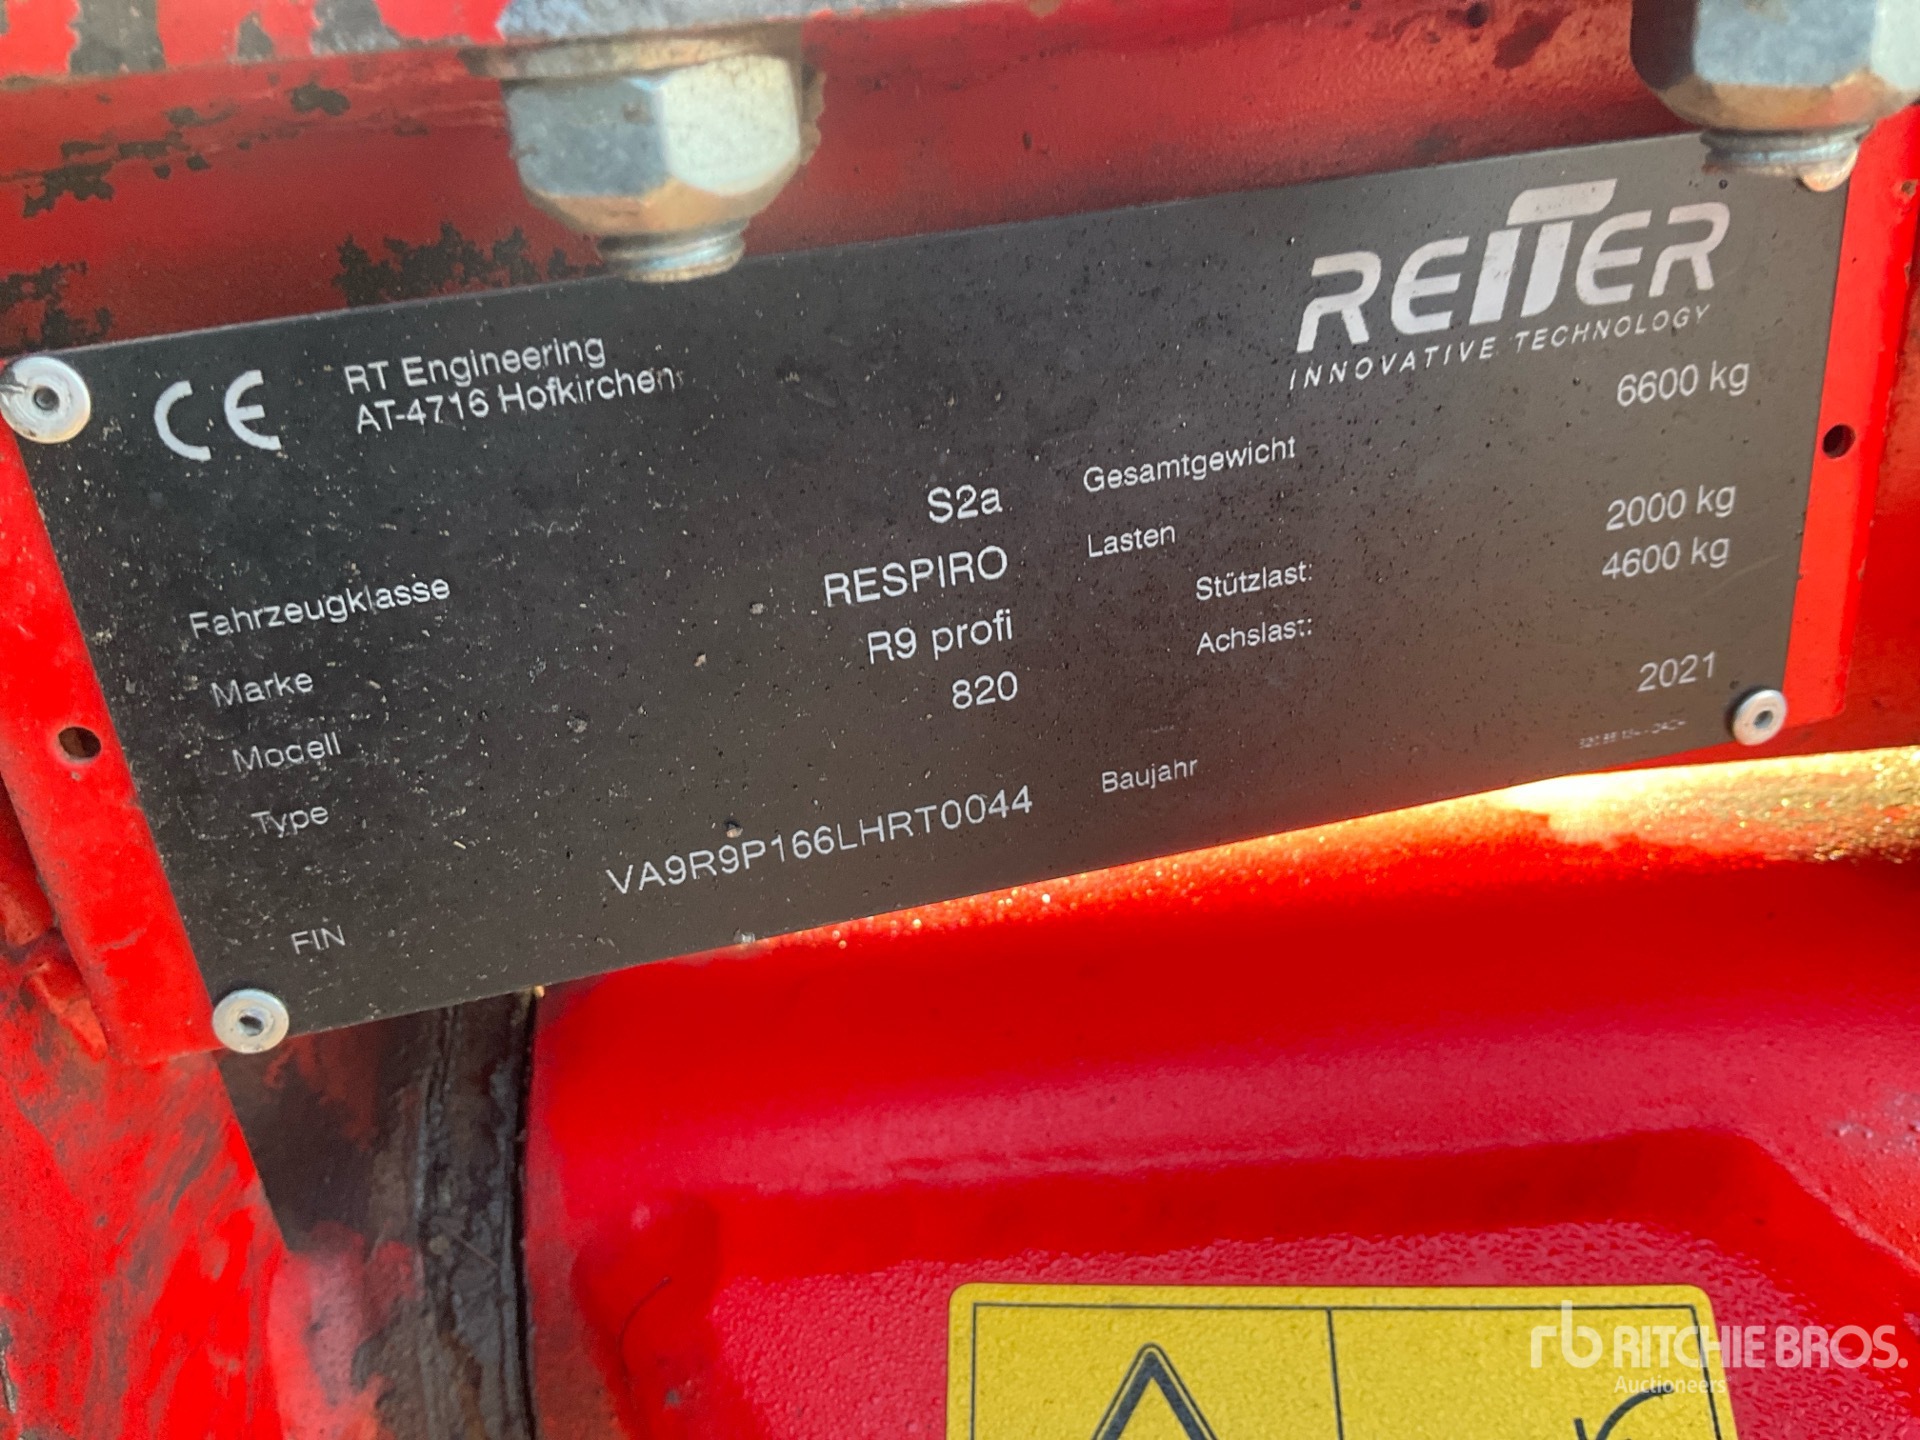 CE
RT Engineering
AT-4716 Hofkirchen
REITER
INNOVATIVE TECHNOLOGY
Fahrzeugklasse S2a
Marke RESPIRO
Modell R9 profi
Type 820
FIN VA9R9P166LHRT0044
Gesamtgewicht 6600 kg
Lasten
Stützlast: 2000 kg
Achslast: 4600 kg
Baujahr 2021
rb RITCHIE BROS.
Auctioneers